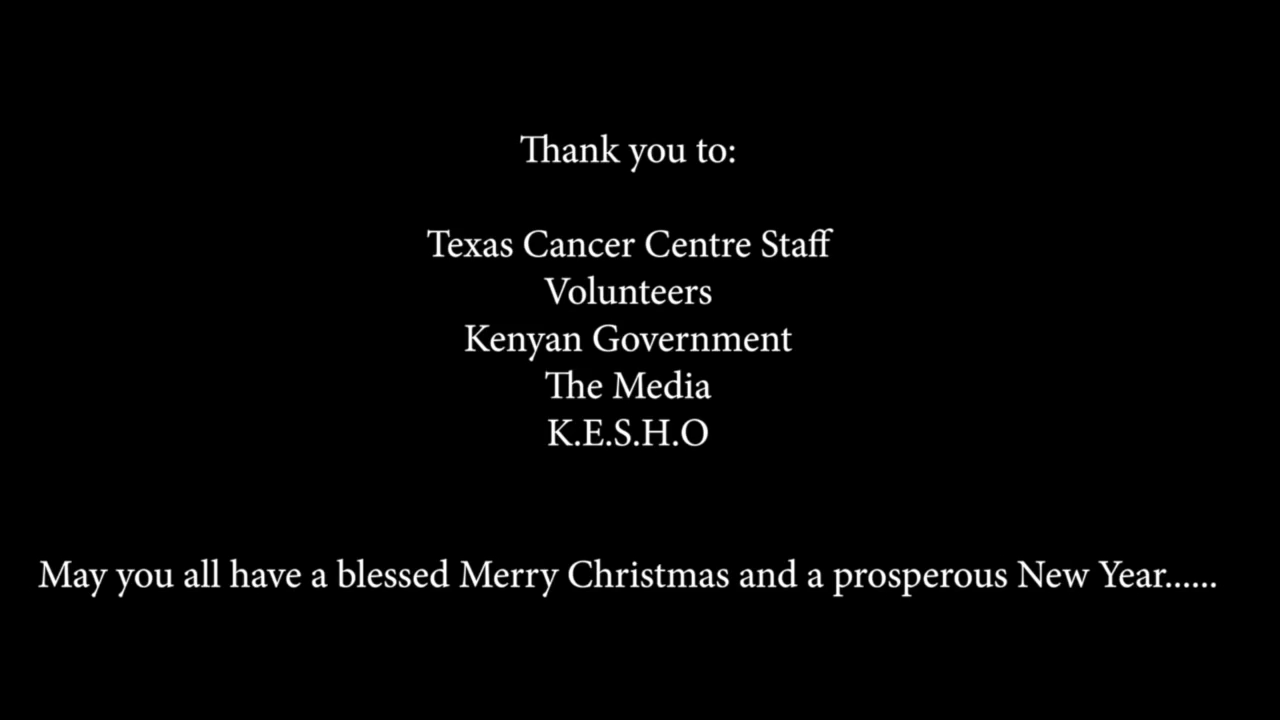 Thank you to:
Texas Cancer Centre Staff
Volunteers
Kenyan Government
The Media
K.E.S.H.O
May you all have a blessed Merry Christmas and a prosperous New Year......